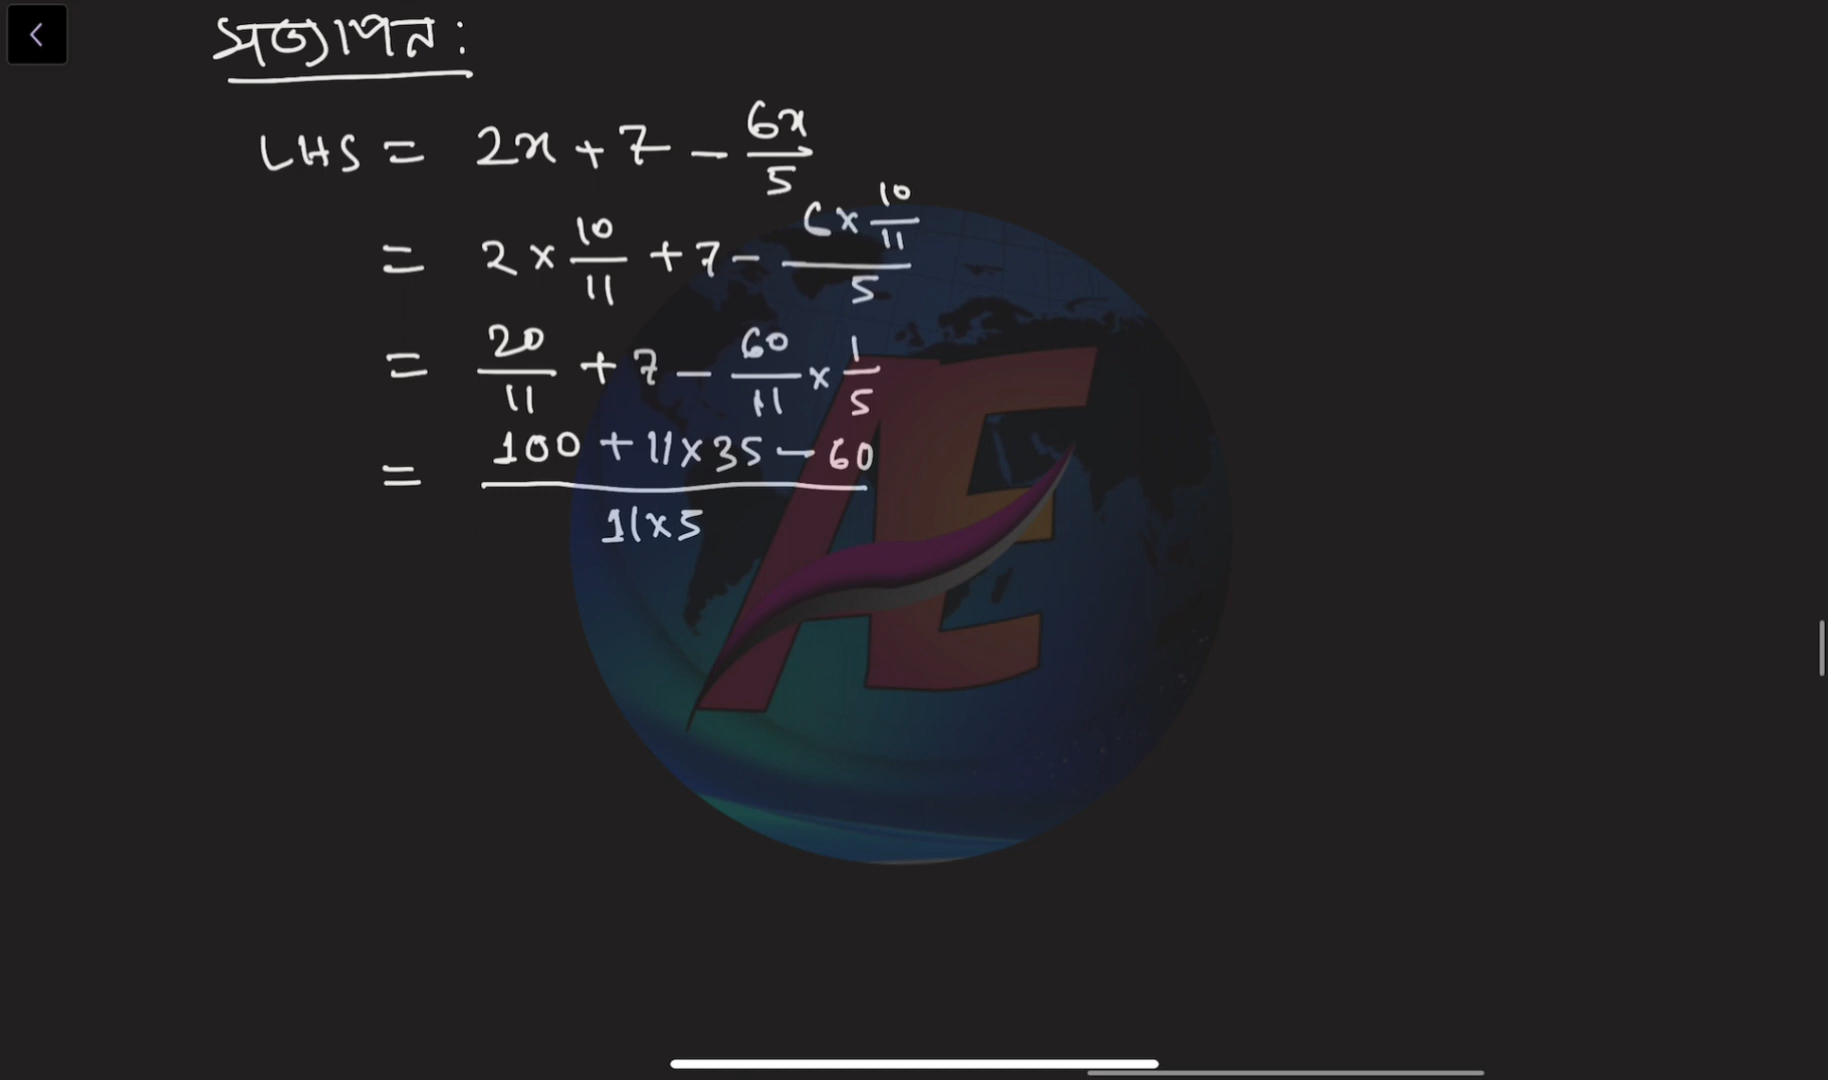 সত্যাপন:
LHS = 2x + 7 - 6x/5
= 2 × 10/11 + 7 - (6 × 10/11)/5
= 20/11 + 7 - 60/11 × 1/5
= (100 + 11×35 - 60)/(11×5)
Æ